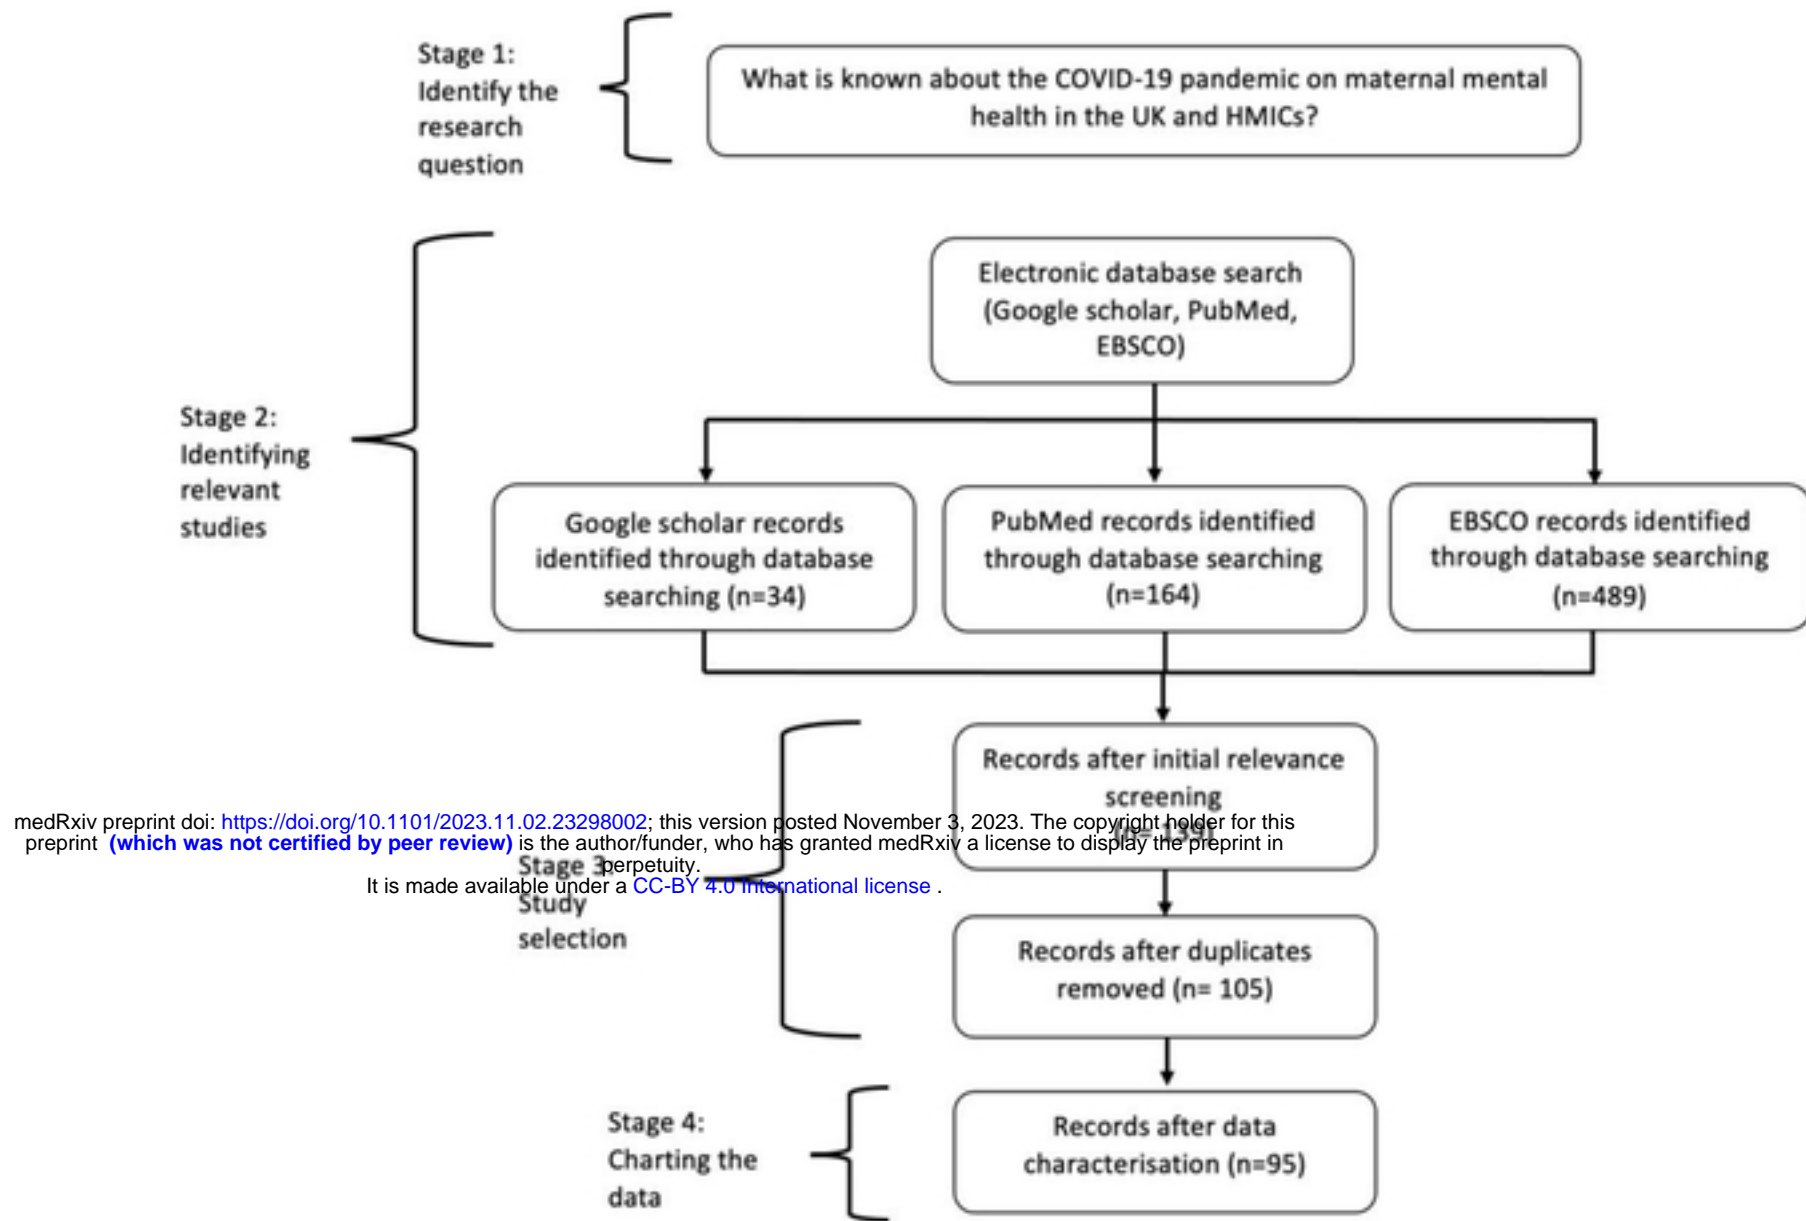 Stage 1:
Identify the
research
question
What is known about the COVID-19 pandemic on maternal mental
health in the UK and HMICs?
Electronic database search
(Google scholar, PubMed,
EBSCO)
Stage 2:
Identifying
relevant
studies
Google scholar records
identified through database
searching (n=34)
PubMed records identified
through database searching
(n=164)
EBSCO records identified
through database searching
(n=489)
Records after initial relevance
screening
(n= 139)
medRxiv preprint doi: https://doi.org/10.1101/2023.11.02.23298002; this version posted November 3, 2023. The copyright holder for this
preprint (which was not certified by peer review) is the author/funder, who has granted medRxiv a license to display the preprint in
perpetuity.
It is made available under a CC-BY 4.0 International license .
Stage 3:
Study
selection
Records after duplicates
removed (n= 105)
Stage 4:
Charting the
data
Records after data
characterisation (n=95)